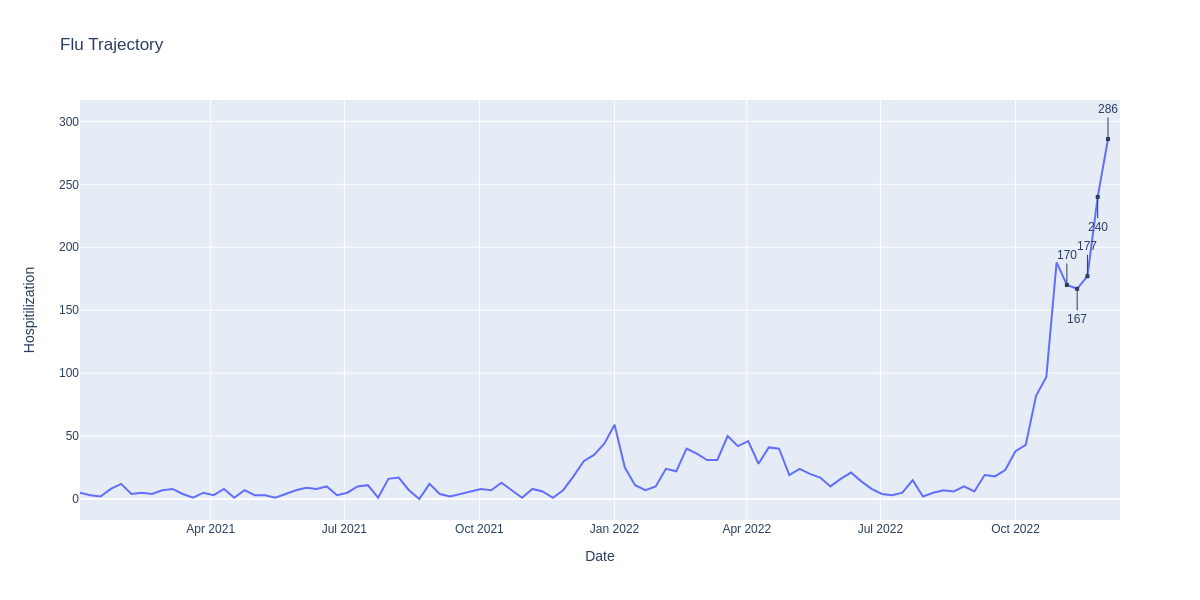 Flu Trajectory
300
250
200
150
100
50
0
Hospitilization
286
240
177
170
167
Apr 2021
Jul 2021
Oct 2021
Jan 2022
Apr 2022
Jul 2022
Oct 2022
Date